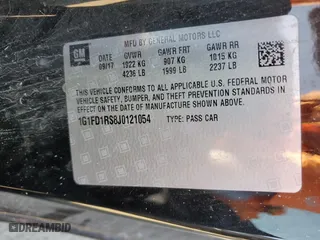 MFD BY GENERAL MOTORS LLC
GM
DATE GVWR GAWR FRT GAWR RR
09/17 1922 KG 907 KG 1015 KG
4236 LB 1999 LB 2237 LB
THIS VEHICLE CONFORMS TO ALL APPLICABLE U.S. FEDERAL MOTOR
VEHICLE SAFETY, BUMPER, AND THEFT PREVENTION STANDARDS IN
EFFECT ON THE DATE OF MANUFACTURE SHOWN ABOVE.
1G1FD1RS8J0121054 TYPE: PASS CAR
DREAMBID